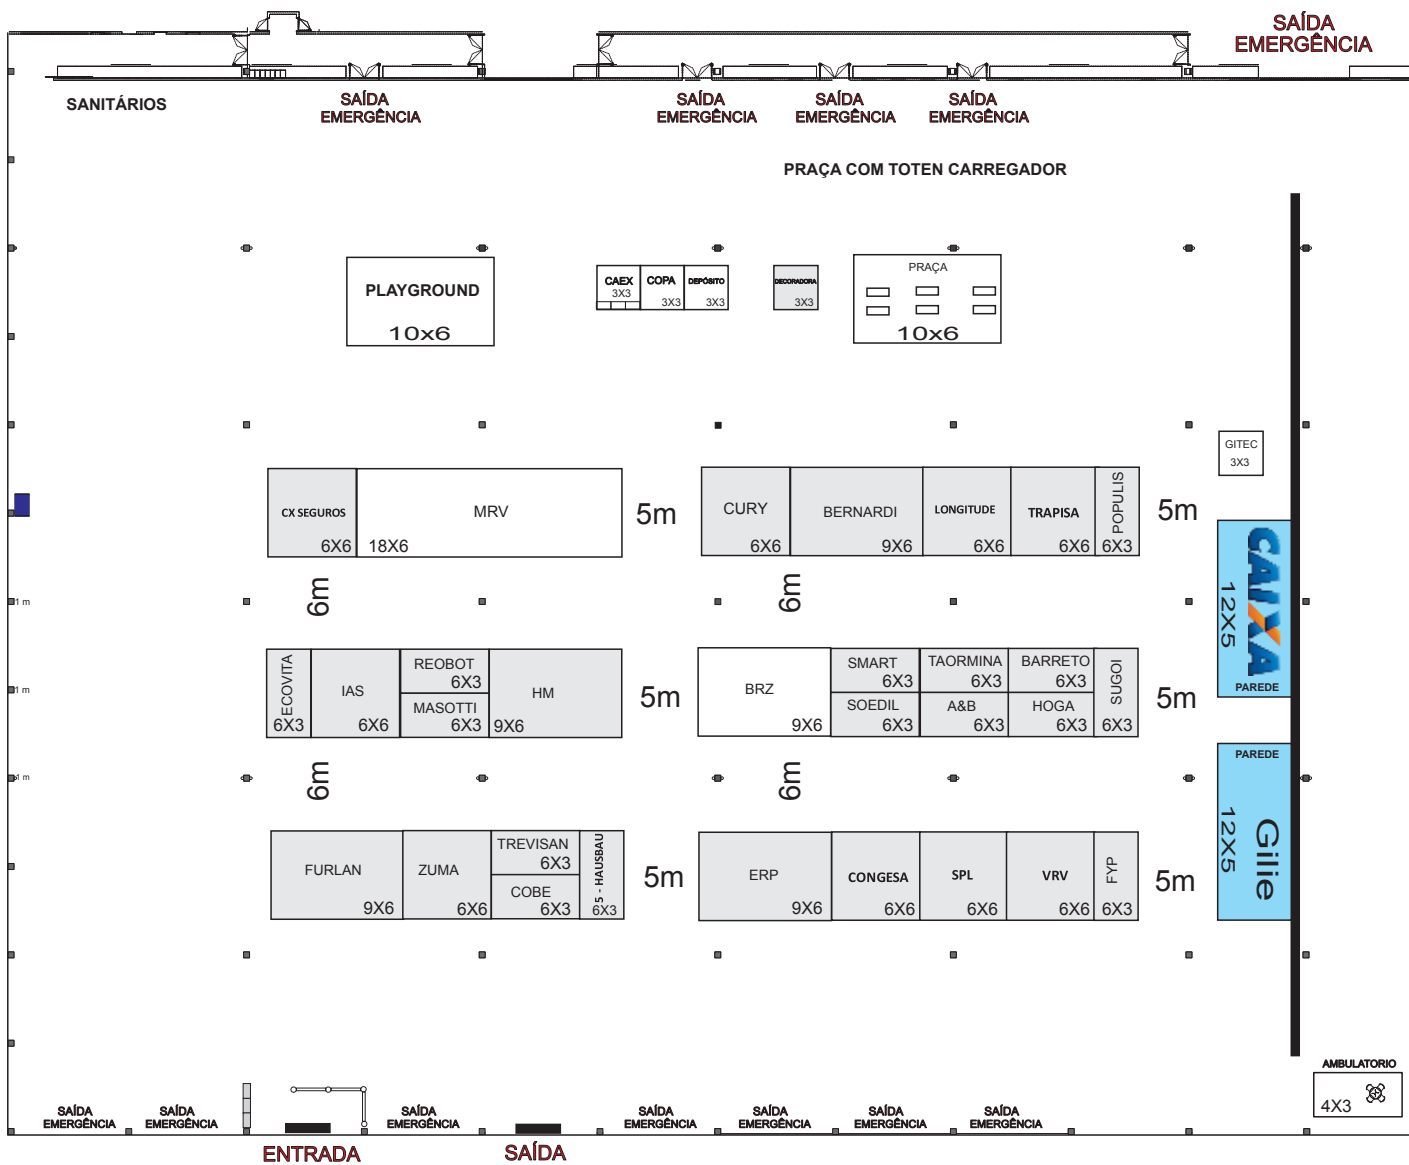 SAÍDA
EMERGÊNCIA
SANITÁRIOS
SAÍDA
EMERGÊNCIA
SAÍDA
EMERGÊNCIA
SAÍDA
EMERGÊNCIA
SAÍDA
EMERGÊNCIA
PRAÇA COM TOTEN CARREGADOR
PLAYGROUND
10x6
CAEX
3X3
COPA
3X3
DEPÓSITO
3X3
DECORADORA
3X3
PRAÇA
10x6
GITEC
3X3
CX SEGUROS
6X6
MRV
18X6
5m
CURY
6X6
BERNARDI
9X6
LONGITUDE
6X6
TRAPISA
6X6
POPULIS
6X3
5m
CAIXA
12X5
PAREDE
6m
6m
1 m
ECOVITA
6X3
IAS
6X6
REOBOT
6X3
MASOTTI
6X3
HM
9X6
5m
BRZ
9X6
SMART
6X3
SOEDIL
6X3
TAORMINA
6X3
A&B
6X3
BARRETO
6X3
HOGA
6X3
SUGOI
6X3
5m
1 m
PAREDE
Gilie
12X5
6m
6m
1 m
FURLAN
9X6
ZUMA
6X6
TREVISAN
6X3
COBE
6X3
5 - HAUSBAU
6X3
5m
ERP
9X6
CONGESA
6X6
SPL
6X6
VRV
6X6
FYP
6X3
5m
AMBULATORIO
4X3
SAÍDA
EMERGÊNCIA
SAÍDA
EMERGÊNCIA
SAÍDA
EMERGÊNCIA
SAÍDA
EMERGÊNCIA
SAÍDA
EMERGÊNCIA
SAÍDA
EMERGÊNCIA
SAÍDA
EMERGÊNCIA
ENTRADA
SAÍDA